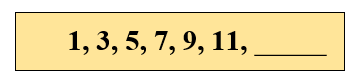 1, 3, 5, 7, 9, 11, _____